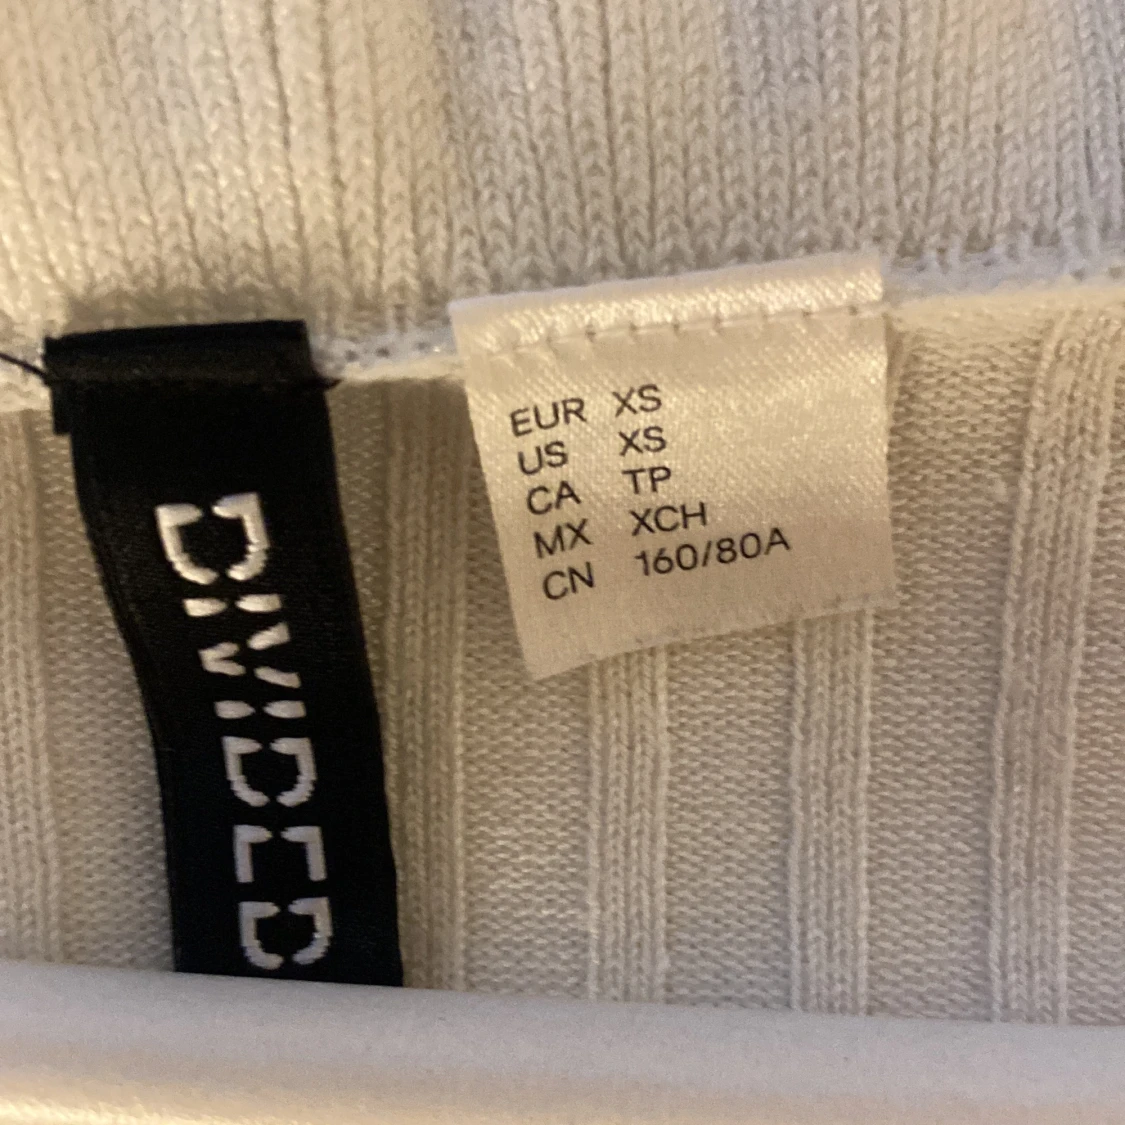 DIVIDED
EUR XS
US XS
CA TP
MX XCH
CN 160/80A